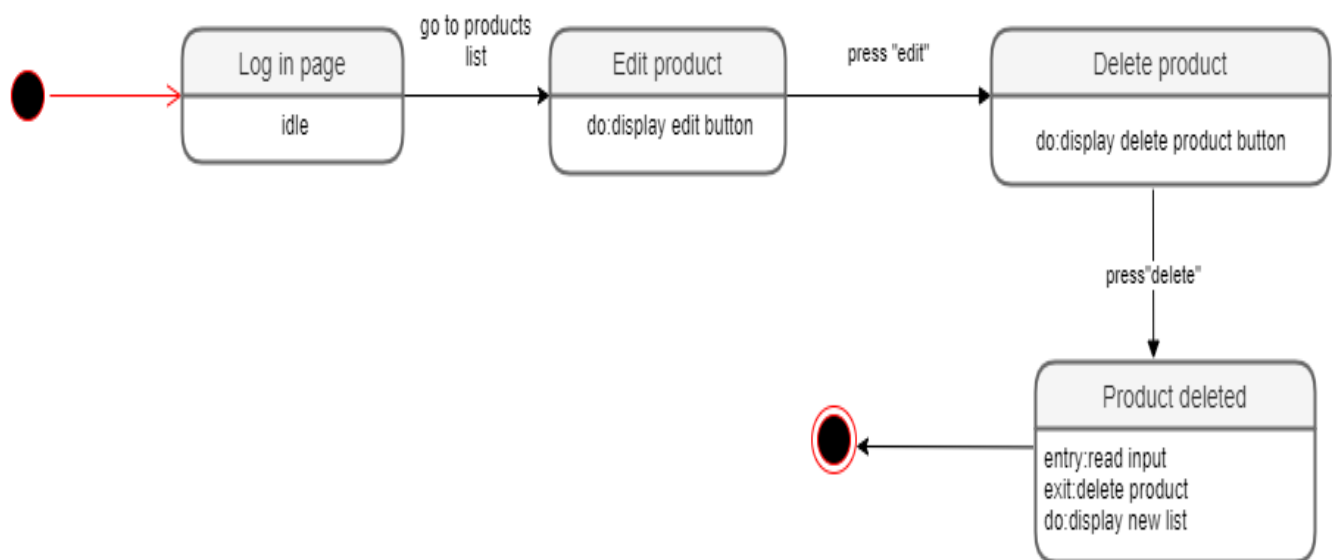 Log in page
idle
go to products
list
Edit product
do:display edit button
press "edit"
Delete product
do:display delete product button
press"delete"
Product deleted
entry:read input
exit:delete product
do:display new list